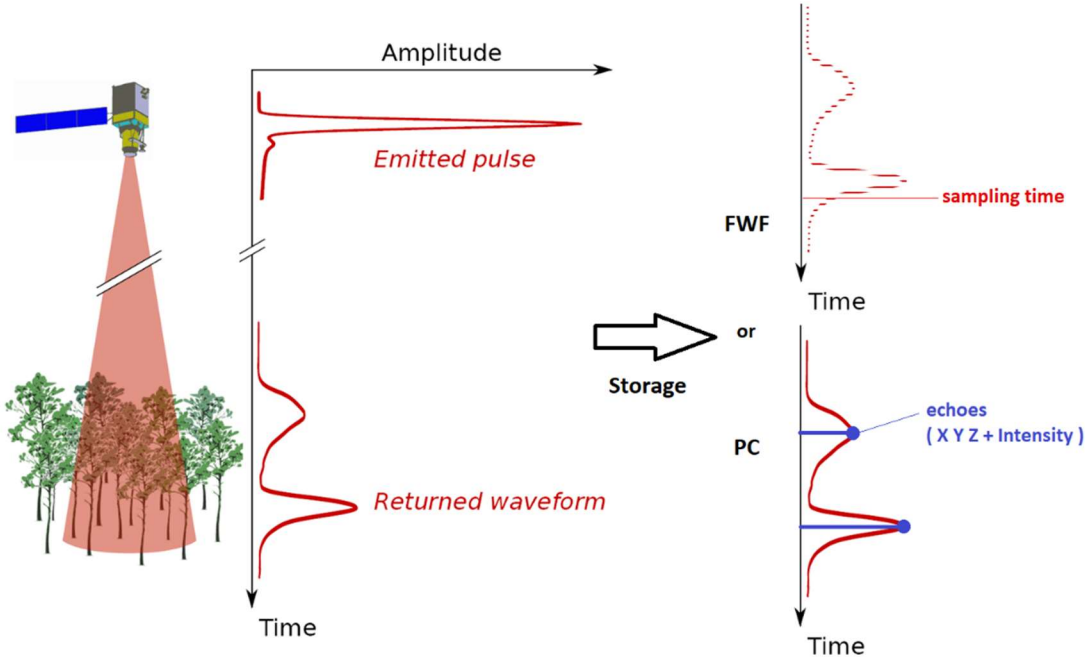 Amplitude
Emitted pulse
Returned waveform
Time
Storage
FWF
sampling time
Time
or
PC
echoes
( X Y Z + Intensity )
Time